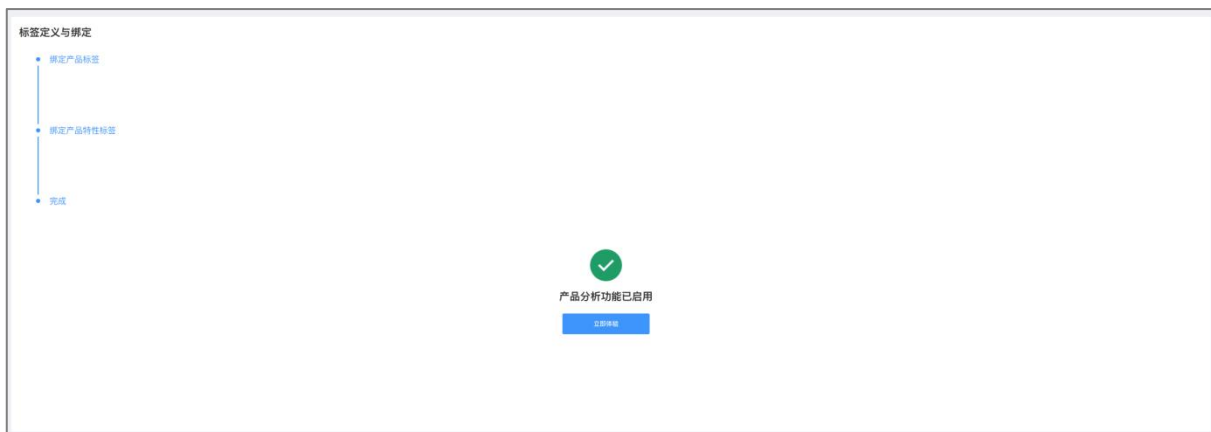 标签定义与绑定
绑定产品标签
绑定产品特性标签
完成
产品分析功能已启用
立即体验